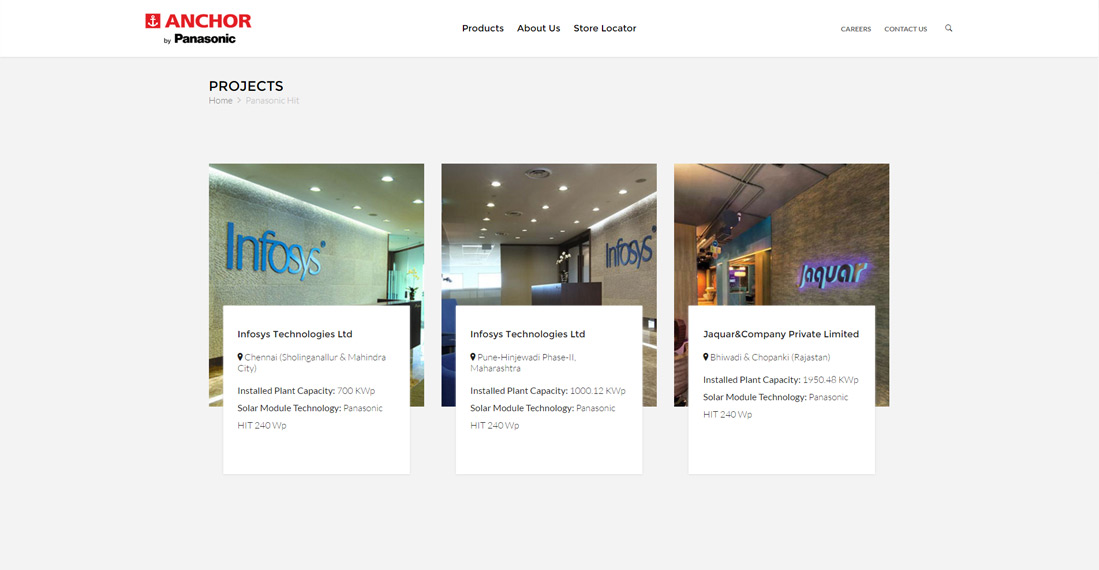 ANCHOR
by Panasonic
Products About Us Store Locator
CAREERS CONTACT US
PROJECTS
Home > Panasonic Hit
Infosys®
Infosys
Jaquar
Infosys Technologies Ltd
Chennai (Sholinganallur & Mahindra
City)
Installed Plant Capacity: 700 KWp
Solar Module Technology: Panasonic
HIT 240 Wp
Infosys Technologies Ltd
Pune-Hinjewadi Phase-II,
Maharashtra
Installed Plant Capacity: 1000.12 KWp
Solar Module Technology: Panasonic
HIT 240 Wp
Jaquar&Company Private Limited
Bhiwadi & Chopanki (Rajastan)
Installed Plant Capacity: 1950.48 KWp
Solar Module Technology: Panasonic
HIT 240 Wp